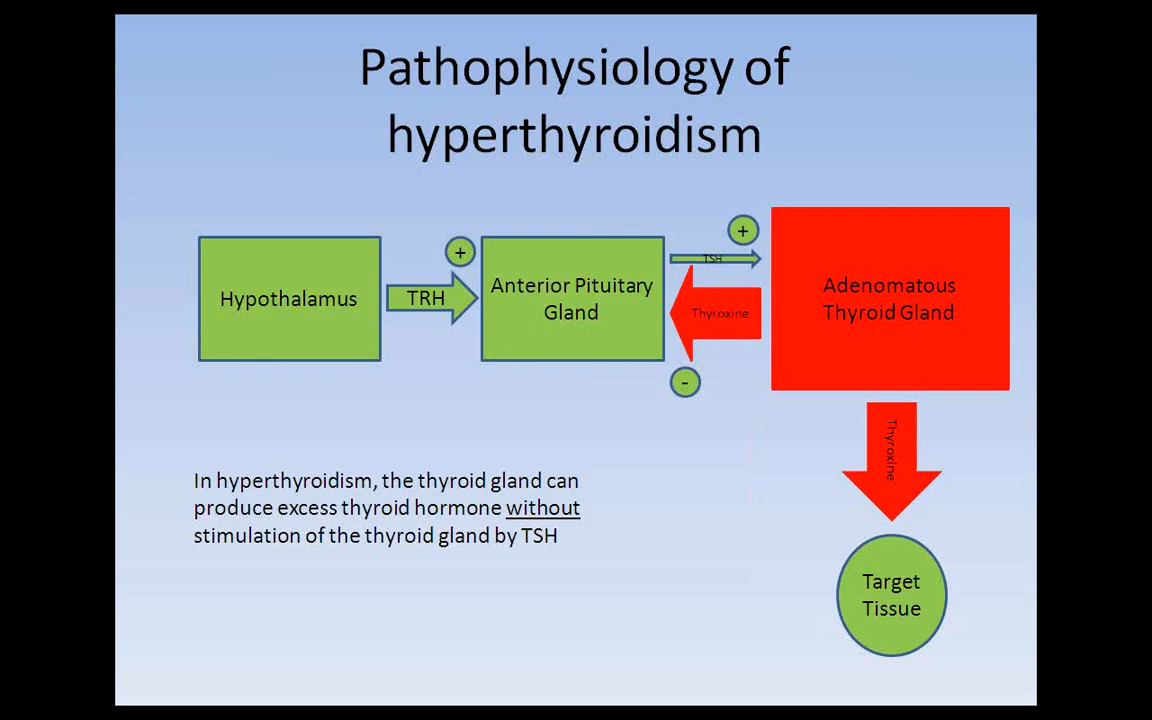 Pathophysiology of
hyperthyroidism
Hypothalamus
+
TRH
Anterior Pituitary
Gland
+
TSH
Thyroxine
-
Adenomatous
Thyroid Gland
Thyroxine
Target
Tissue
In hyperthyroidism, the thyroid gland can
produce excess thyroid hormone without
stimulation of the thyroid gland by TSH